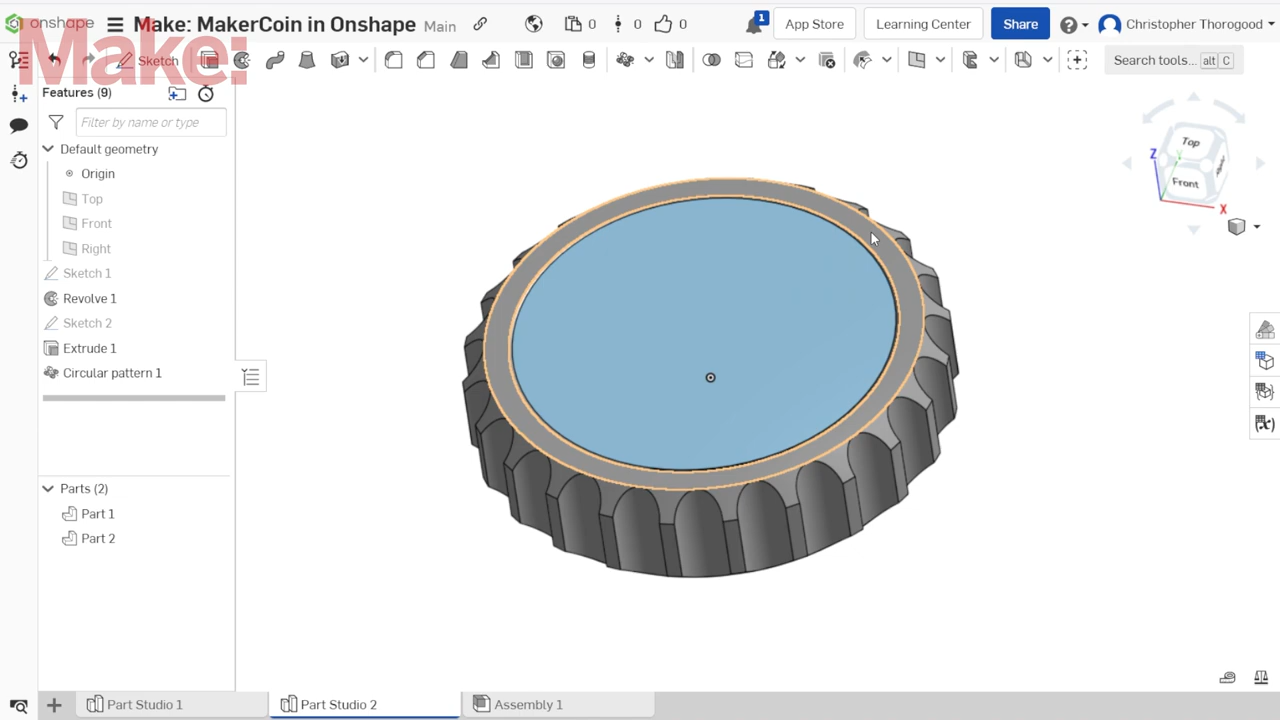 onshape
Make: MakerCoin in Onshape Main
0
0
0
1
App Store
Learning Center
Share
Christopher Thorogood
Make:
Sketch
Search tools... alt C
Features (9)
Filter by name or type
Default geometry
Origin
Top
Front
Right
Sketch 1
Revolve 1
Sketch 2
Extrude 1
Circular pattern 1
Parts (2)
Part 1
Part 2
Top
Z
Y
Front
X
(x)
Part Studio 1
Part Studio 2
Assembly 1